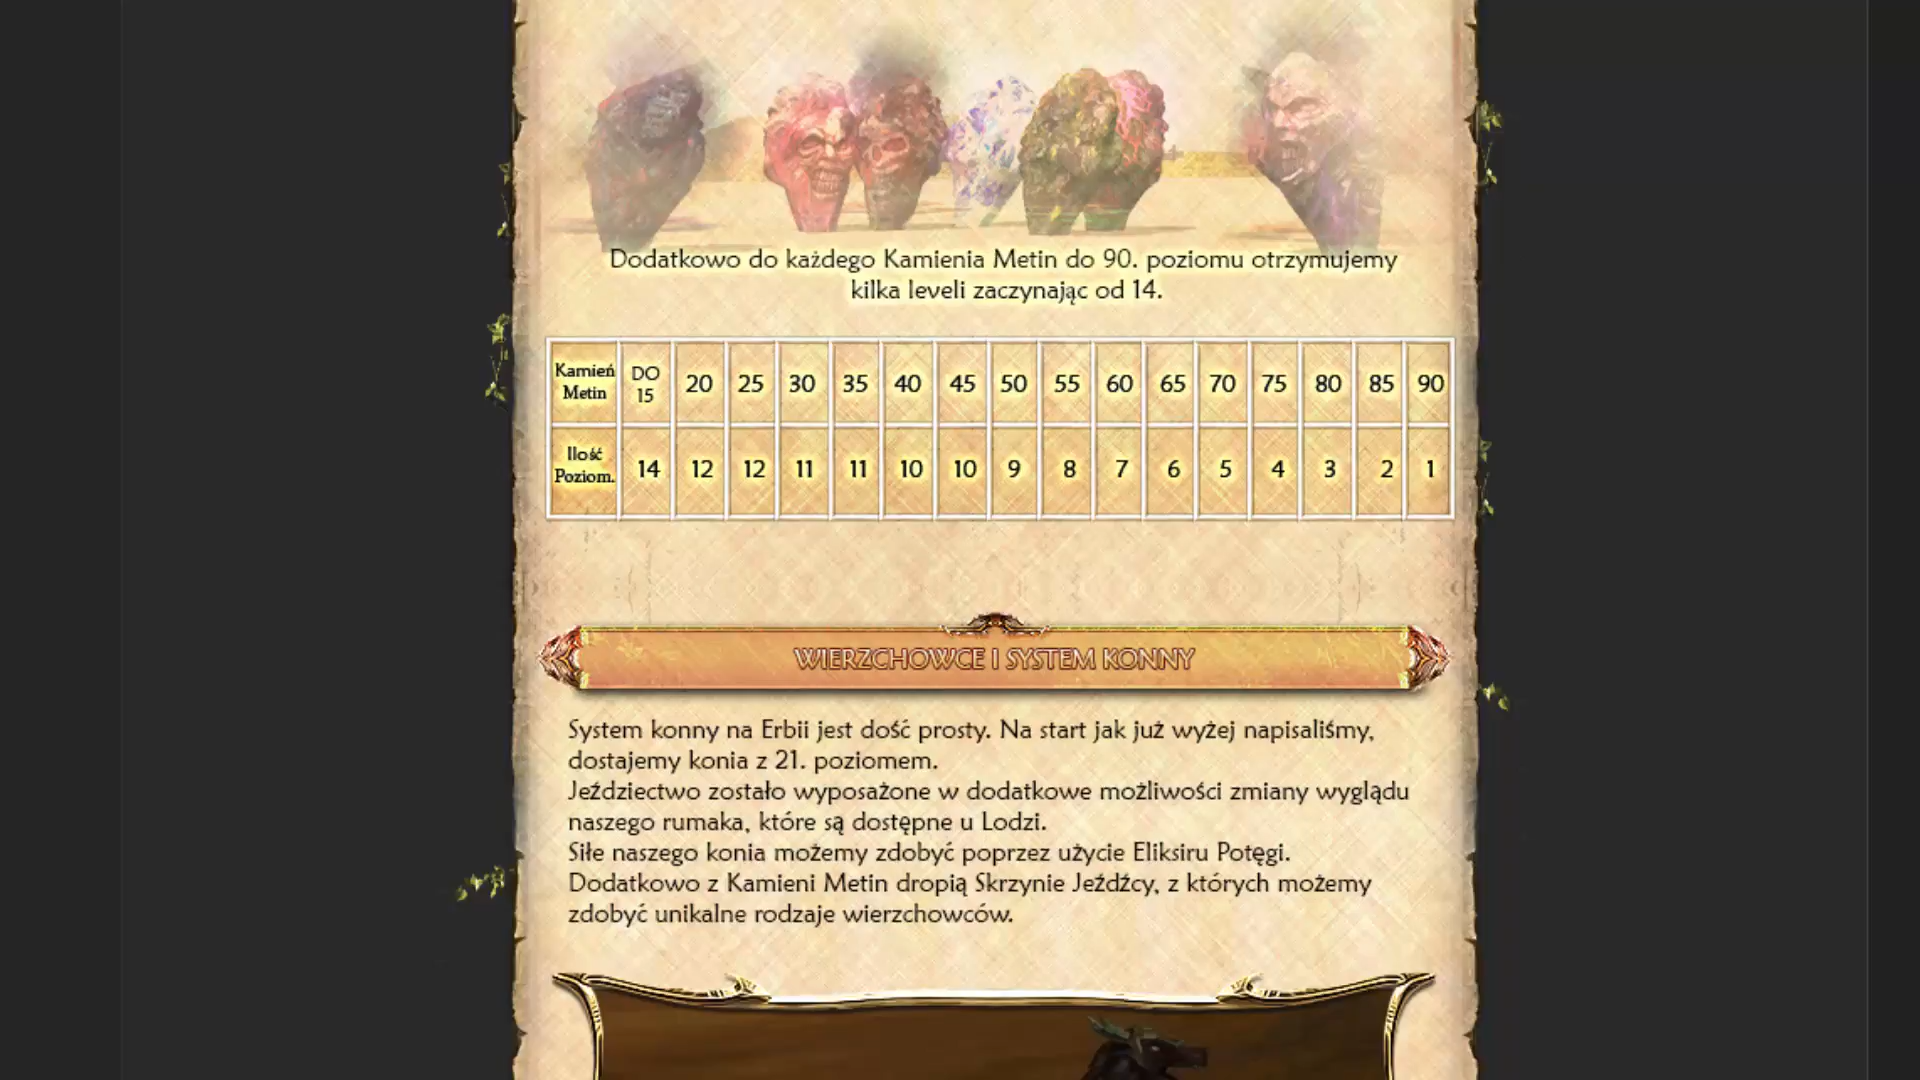 Dodatkowo do każdego Kamienia Metin do 90. poziomu otrzymujemy
kilka leveli zaczynając od 14.
Kamień Metin DO 15 20 25 30 35 40 45 50 55 60 65 70 75 80 85 90
Ilość Poziom. 14 12 12 11 11 10 10 9 8 7 6 5 4 3 2 1
WIERZCHOWCE I SYSTEM KONNY
System konny na Erbii jest dość prosty. Na start jak już wyżej napisaliśmy,
dostajemy konia z 21. poziomem.
Jeździectwo zostało wyposażone w dodatkowe możliwości zmiany wyglądu
naszego rumaka, które są dostępne u Lodzi.
Siłe naszego konia możemy zdobyć poprzez użycie Eliksiru Potęgi.
Dodatkowo z Kamieni Metin dropią Skrzynie Jeźdźcy, z których możemy
zdobyć unikalne rodzaje wierzchowców.